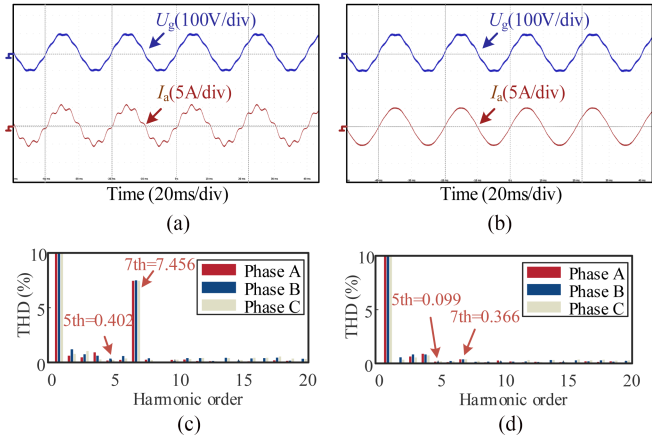 Ug(100V/div)
Ia(5A/div)
Time (20ms/div)
(a)
Ug(100V/div)
Ia(5A/div)
Time (20ms/div)
(b)
10
5
0
THD (%)
7th=7.456
5th=0.402
Phase A
Phase B
Phase C
0 5 10 15 20
Harmonic order
(c)
10
5
0
THD (%)
5th=0.099
7th=0.366
Phase A
Phase B
Phase C
0 5 10 15 20
Harmonic order
(d)